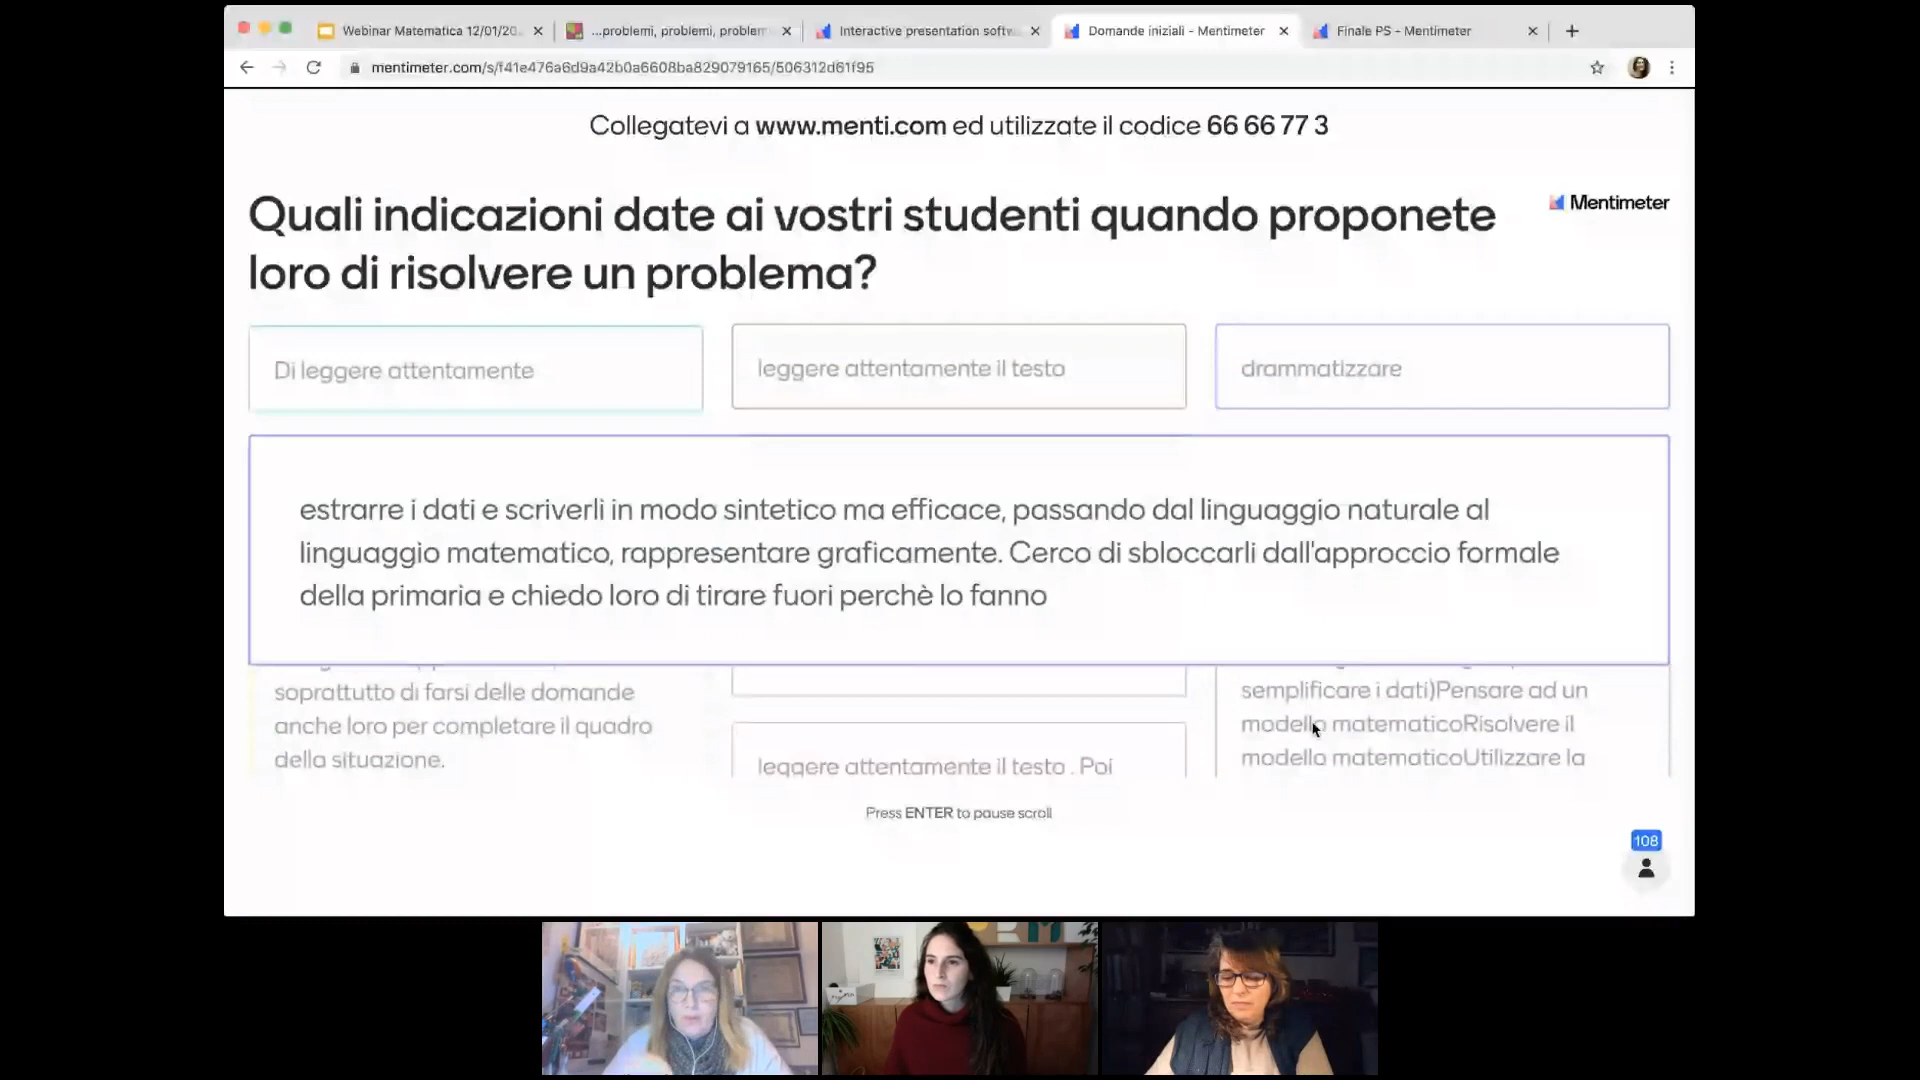 Webinar Matematica 12/01/20
...problemi, problemi, problem
Interactive presentation softw
Domande iniziali - Mentimeter
Finale PS - Mentimeter
mentimeter.com/s/f41e476a6d9a42b0a6608ba829079165/506312d61f95
Collegatevi a www.menti.com ed utilizzate il codice 66 66 77 3
Quali indicazioni date ai vostri studenti quando proponete
loro di risolvere un problema?
Mentimeter
Di leggere attentamente
leggere attentamente il testo
drammatizzare
estrarre i dati e scriverli in modo sintetico ma efficace, passando dal linguaggio naturale al
linguaggio matematico, rappresentare graficamente. Cerco di sbloccarli dall'approccio formale
della primaria e chiedo loro di tirare fuori perchè lo fanno
soprattutto di farsi delle domande
anche loro per completare il quadro
della situazione.
leggere attentamente il testo . Poi
semplificare i dati)Pensare ad un
modello matematicoRisolvere il
modello matematicoUtilizzare la
Press ENTER to pause scroll
108